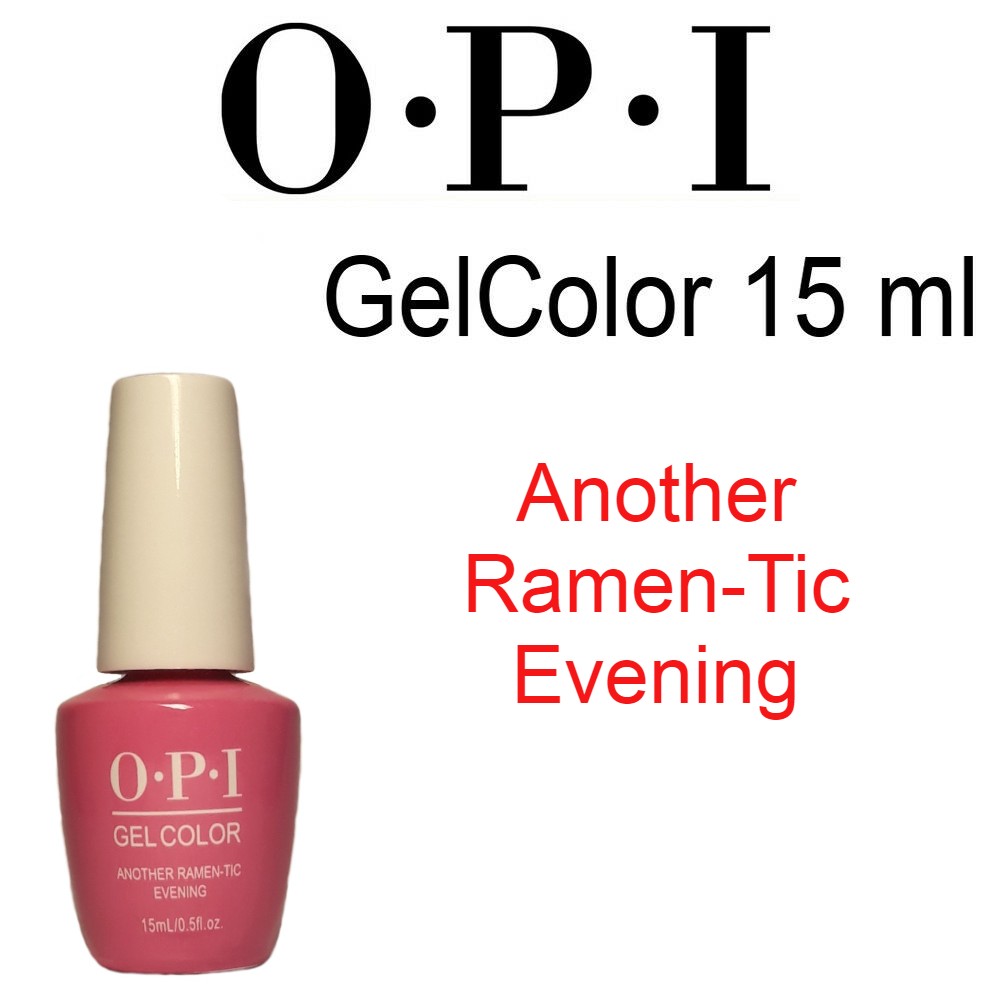 O·P·I
GelColor 15 ml
Another
Ramen-Tic
Evening
O·P·I
GEL COLOR
ANOTHER RAMEN-TIC
EVENING
15mL/0.5fl.oz.